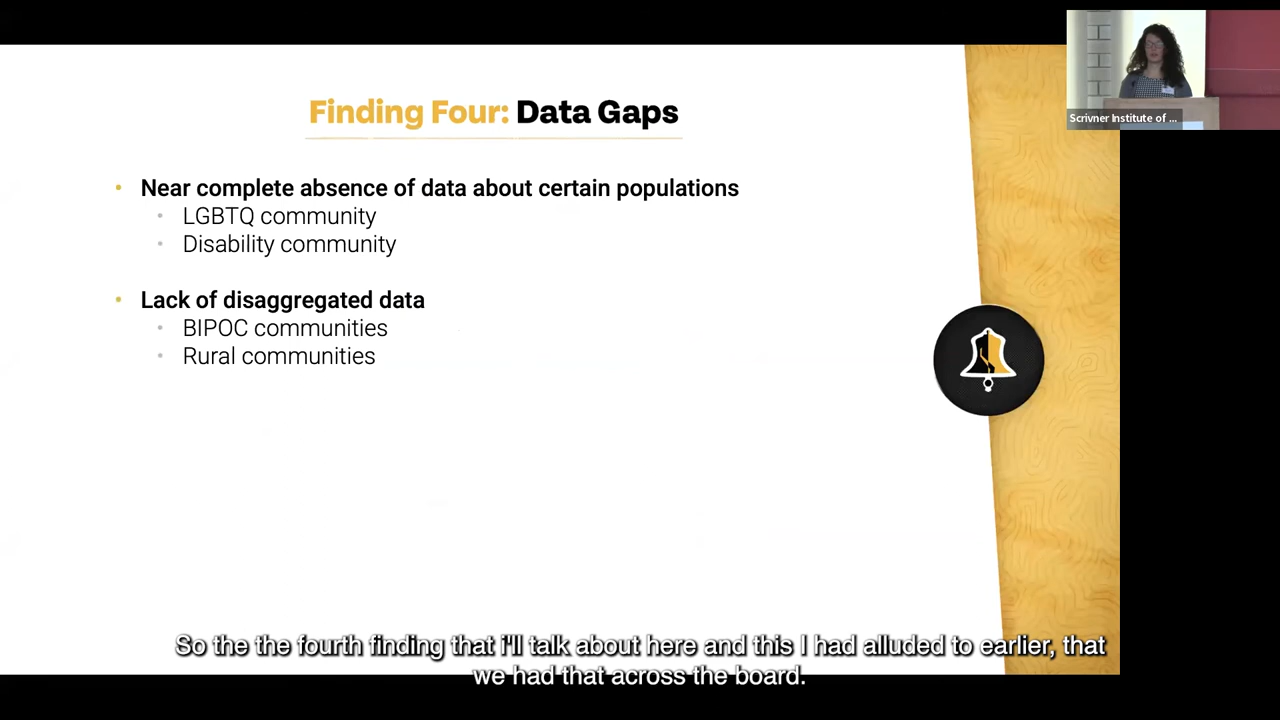 Scrivner Institute of ...
Finding Four: Data Gaps
• Near complete absence of data about certain populations
• LGBTQ community
• Disability community
• Lack of disaggregated data
• BIPOC communities
• Rural communities
So the the fourth finding that i'll talk about here and this I had alluded to earlier, that
we had that across the board.